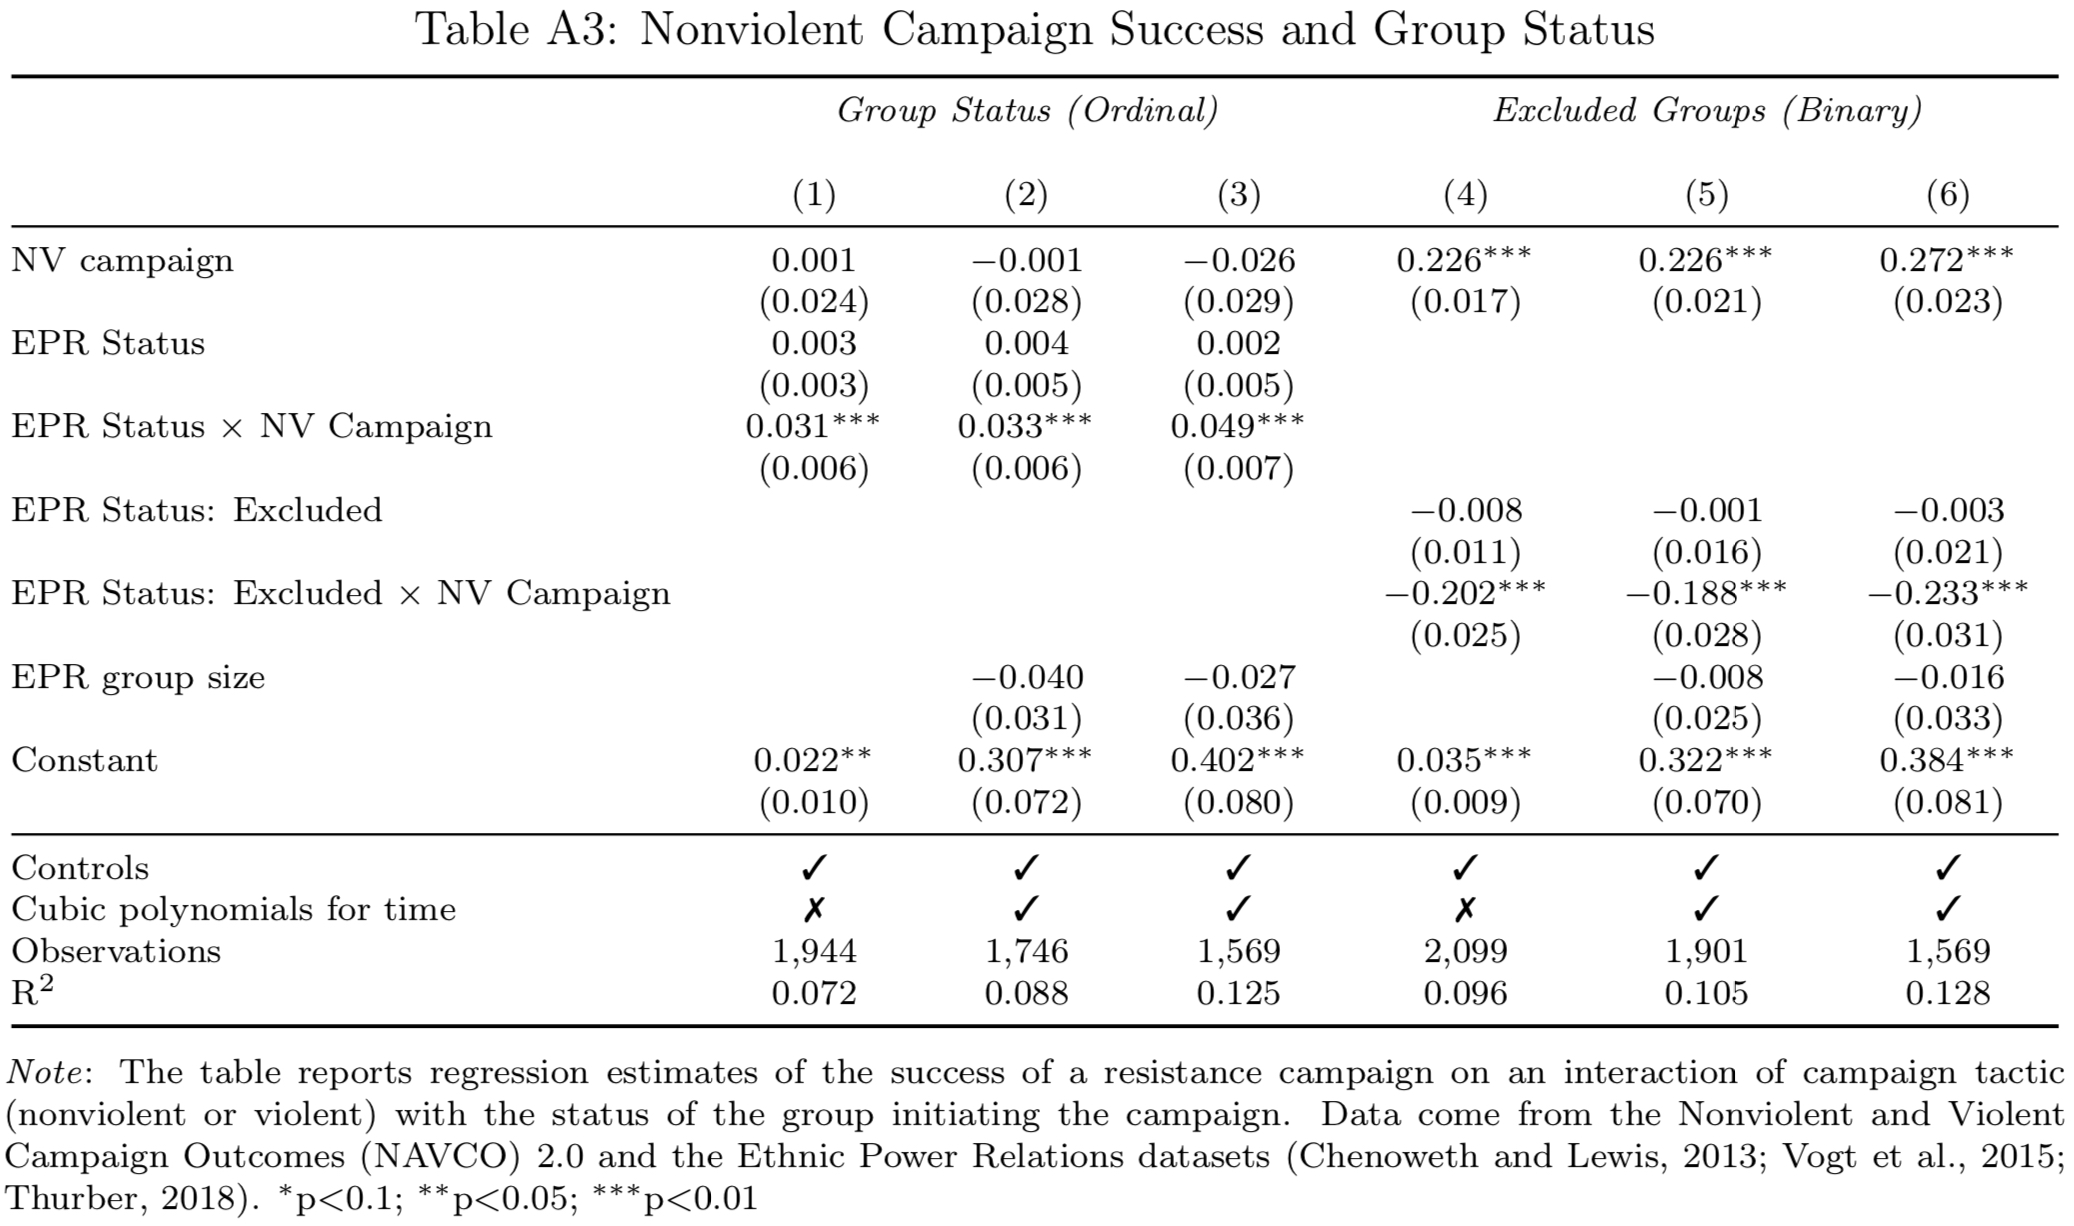 Table A3: Nonviolent Campaign Success and Group Status
Group Status (Ordinal) Excluded Groups (Binary)
(1) (2) (3) (4) (5) (6)
NV campaign 0.001 −0.001 −0.026 0.226*** 0.226*** 0.272***
(0.024) (0.028) (0.029) (0.017) (0.021) (0.023)
EPR Status 0.003 0.004 0.002
(0.003) (0.005) (0.005)
EPR Status × NV Campaign 0.031*** 0.033*** 0.049***
(0.006) (0.006) (0.007)
EPR Status: Excluded −0.008 −0.001 −0.003
(0.011) (0.016) (0.021)
EPR Status: Excluded × NV Campaign −0.202*** −0.188*** −0.233***
(0.025) (0.028) (0.031)
EPR group size −0.040 −0.027 −0.008 −0.016
(0.031) (0.036) (0.025) (0.033)
Constant 0.022** 0.307*** 0.402*** 0.035*** 0.322*** 0.384***
(0.010) (0.072) (0.080) (0.009) (0.070) (0.081)
Controls ✓ ✓ ✓ ✓ ✓ ✓
Cubic polynomials for time ✗ ✓ ✓ ✗ ✓ ✓
Observations 1,944 1,746 1,569 2,099 1,901 1,569
R² 0.072 0.088 0.125 0.096 0.105 0.128
Note: The table reports regression estimates of the success of a resistance campaign on an interaction of campaign tactic
(nonviolent or violent) with the status of the group initiating the campaign. Data come from the Nonviolent and Violent
Campaign Outcomes (NAVCO) 2.0 and the Ethnic Power Relations datasets (Chenoweth and Lewis, 2013; Vogt et al., 2015;
Thurber, 2018). *p<0.1; **p<0.05; ***p<0.01